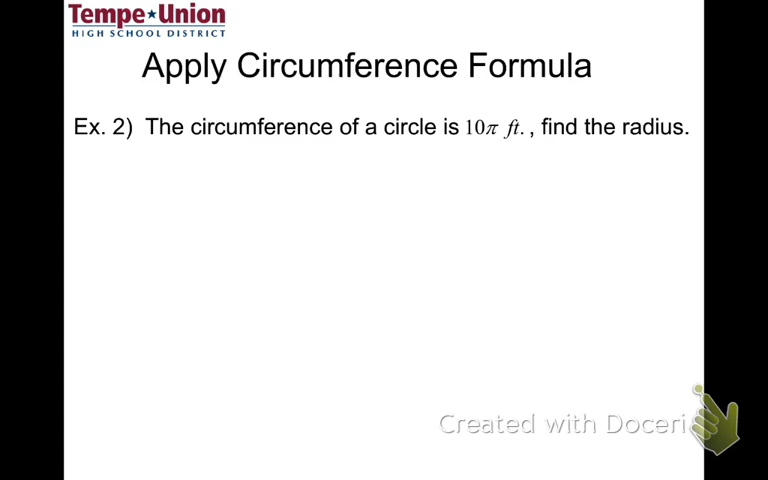 Tempe★Union
HIGH SCHOOL DISTRICT
Apply Circumference Formula
Ex. 2) The circumference of a circle is 10π ft. , find the radius.
Created with Doceri